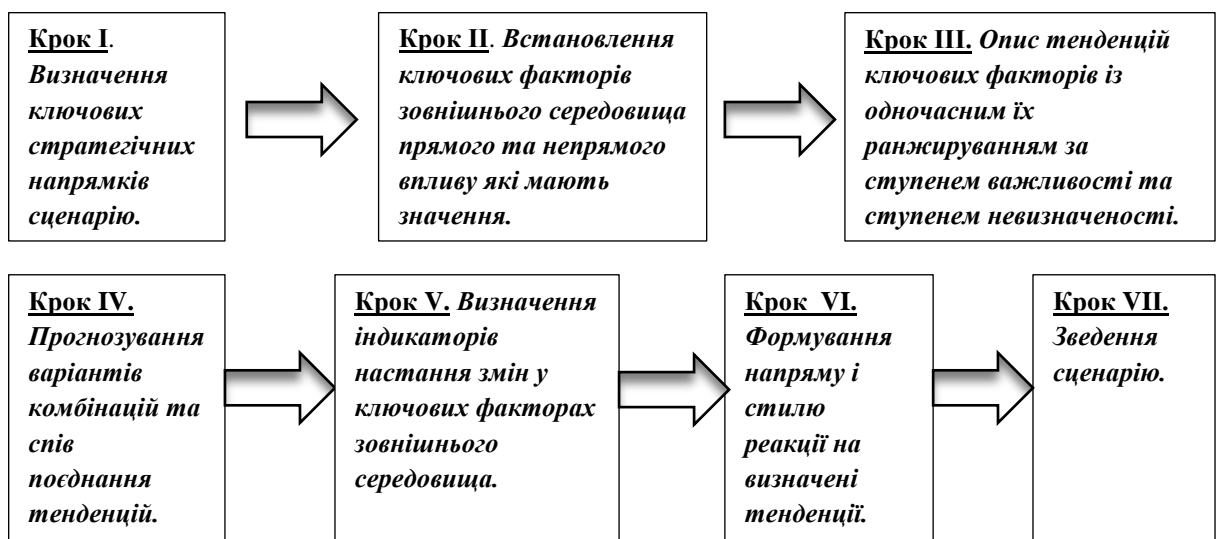 Крок I.
Визначення
ключових
стратегічних
напрямків
сценарію.
Крок II. Встановлення
ключових факторів
зовнішнього середовища
прямого та непрямого
впливу які мають
значення.
Крок III. Опис тенденцій
ключових факторів із
одночасним їх
ранжируванням за
ступенем важливості та
ступенем невизначеності.
Крок IV.
Прогнозування
варіантів
комбінацій та
спів
поєднання
тенденцій.
Крок V. Визначення
індикаторів
настання змін у
ключових факторах
зовнішнього
середовища.
Крок VI.
Формування
напряму і
стилю
реакції на
визначені
тенденції.
Крок VII.
Зведення
сценарію.